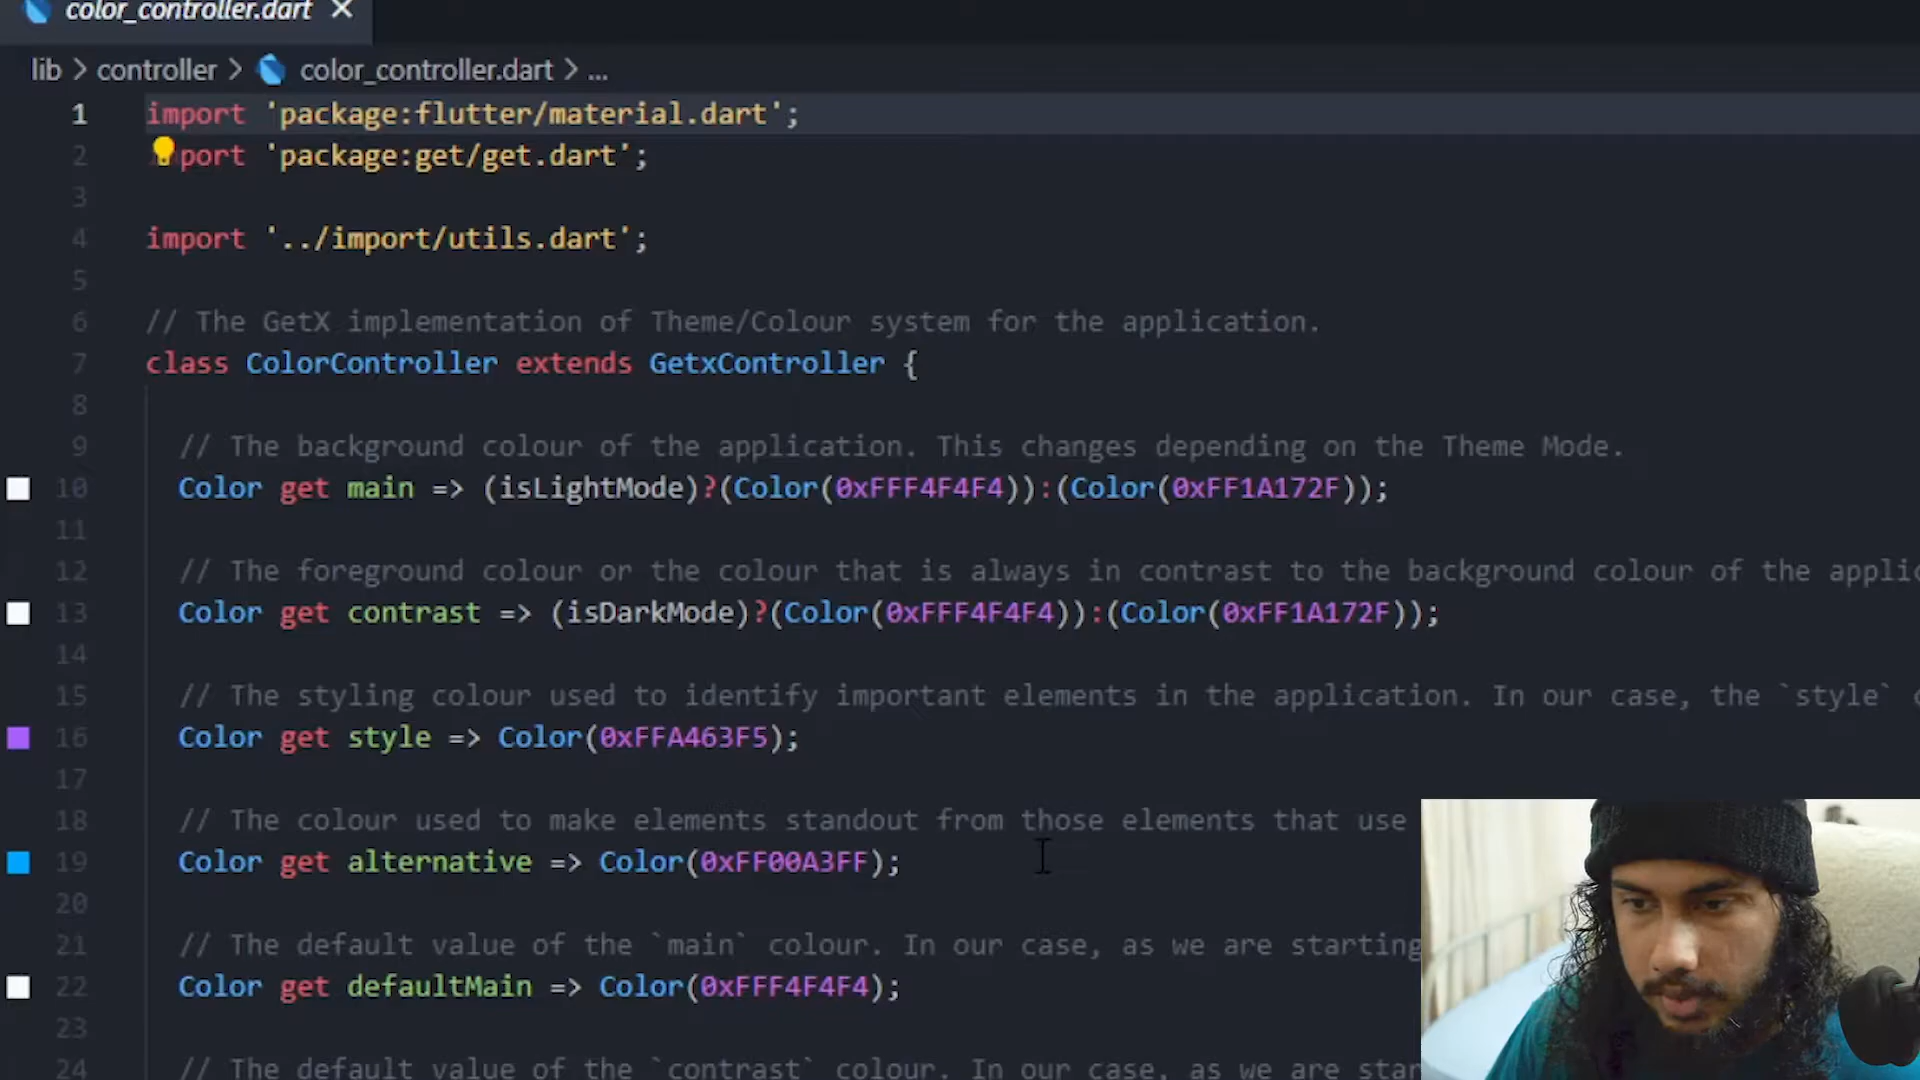 color_controller.dart
lib > controller > color_controller.dart > ...
1 import 'package:flutter/material.dart';
2 port 'package:get/get.dart';
3
4 import '../import/utils.dart';
5
6 // The GetX implementation of Theme/Colour system for the application.
7 class ColorController extends GetxController {
8
9 // The background colour of the application. This changes depending on the Theme Mode.
10 Color get main => (isLightMode)?(Color(0xFFF4F4F4)):(Color(0xFF1A172F));
11
12 // The foreground colour or the colour that is always in contrast to the background colour of the applic
13 Color get contrast => (isDarkMode)?(Color(0xFFF4F4F4)):(Color(0xFF1A172F));
14
15 // The styling colour used to identify important elements in the application. In our case, the `style` c
16 Color get style => Color(0xFFA463F5);
17
18 // The colour used to make elements standout from those elements that use
19 Color get alternative => Color(0xFF00A3FF);
20
21 // The default value of the `main` colour. In our case, as we are starting
22 Color get defaultMain => Color(0xFFF4F4F4);
23
24 // The default value of the `contrast` colour. In our case, as we are star